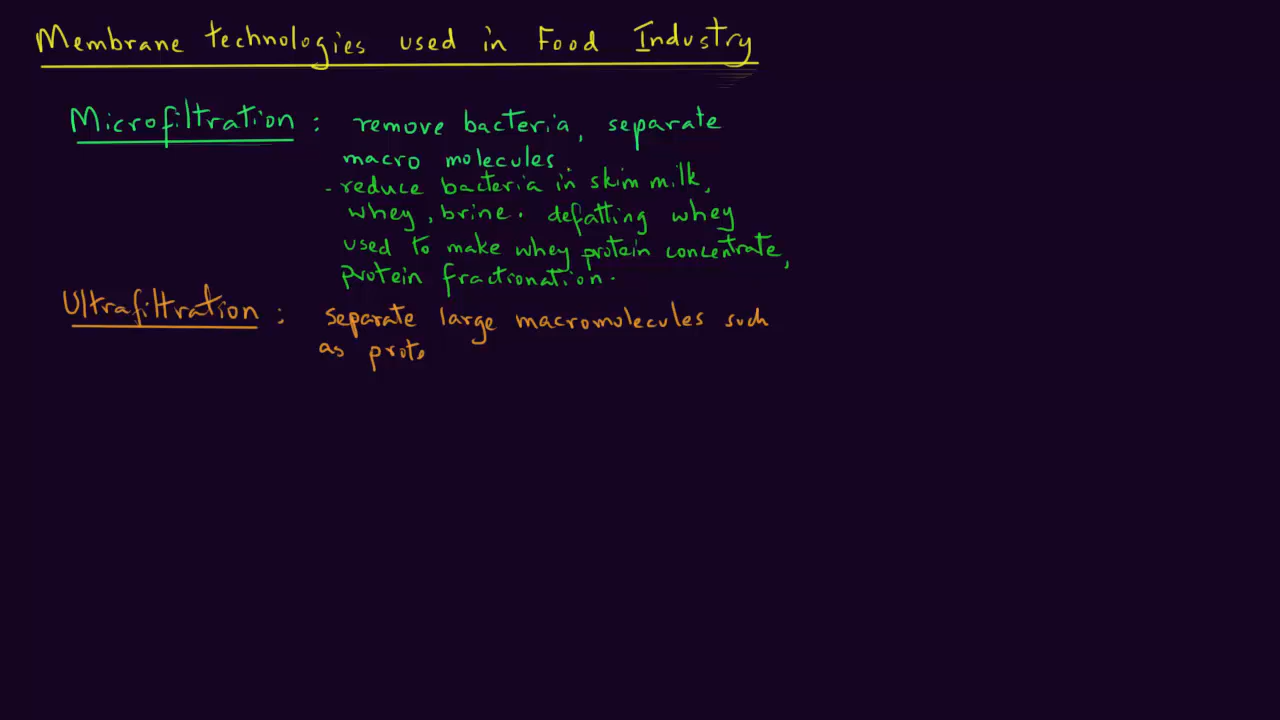 Membrane technologies used in Food Industry
Microfiltration : remove bacteria, separate
macro molecules.
- reduce bacteria in skim milk,
whey, brine. defatting whey
used to make whey protein concentrate,
protein fractionation.
Ultrafiltration : separate large macromolecules such
as prote